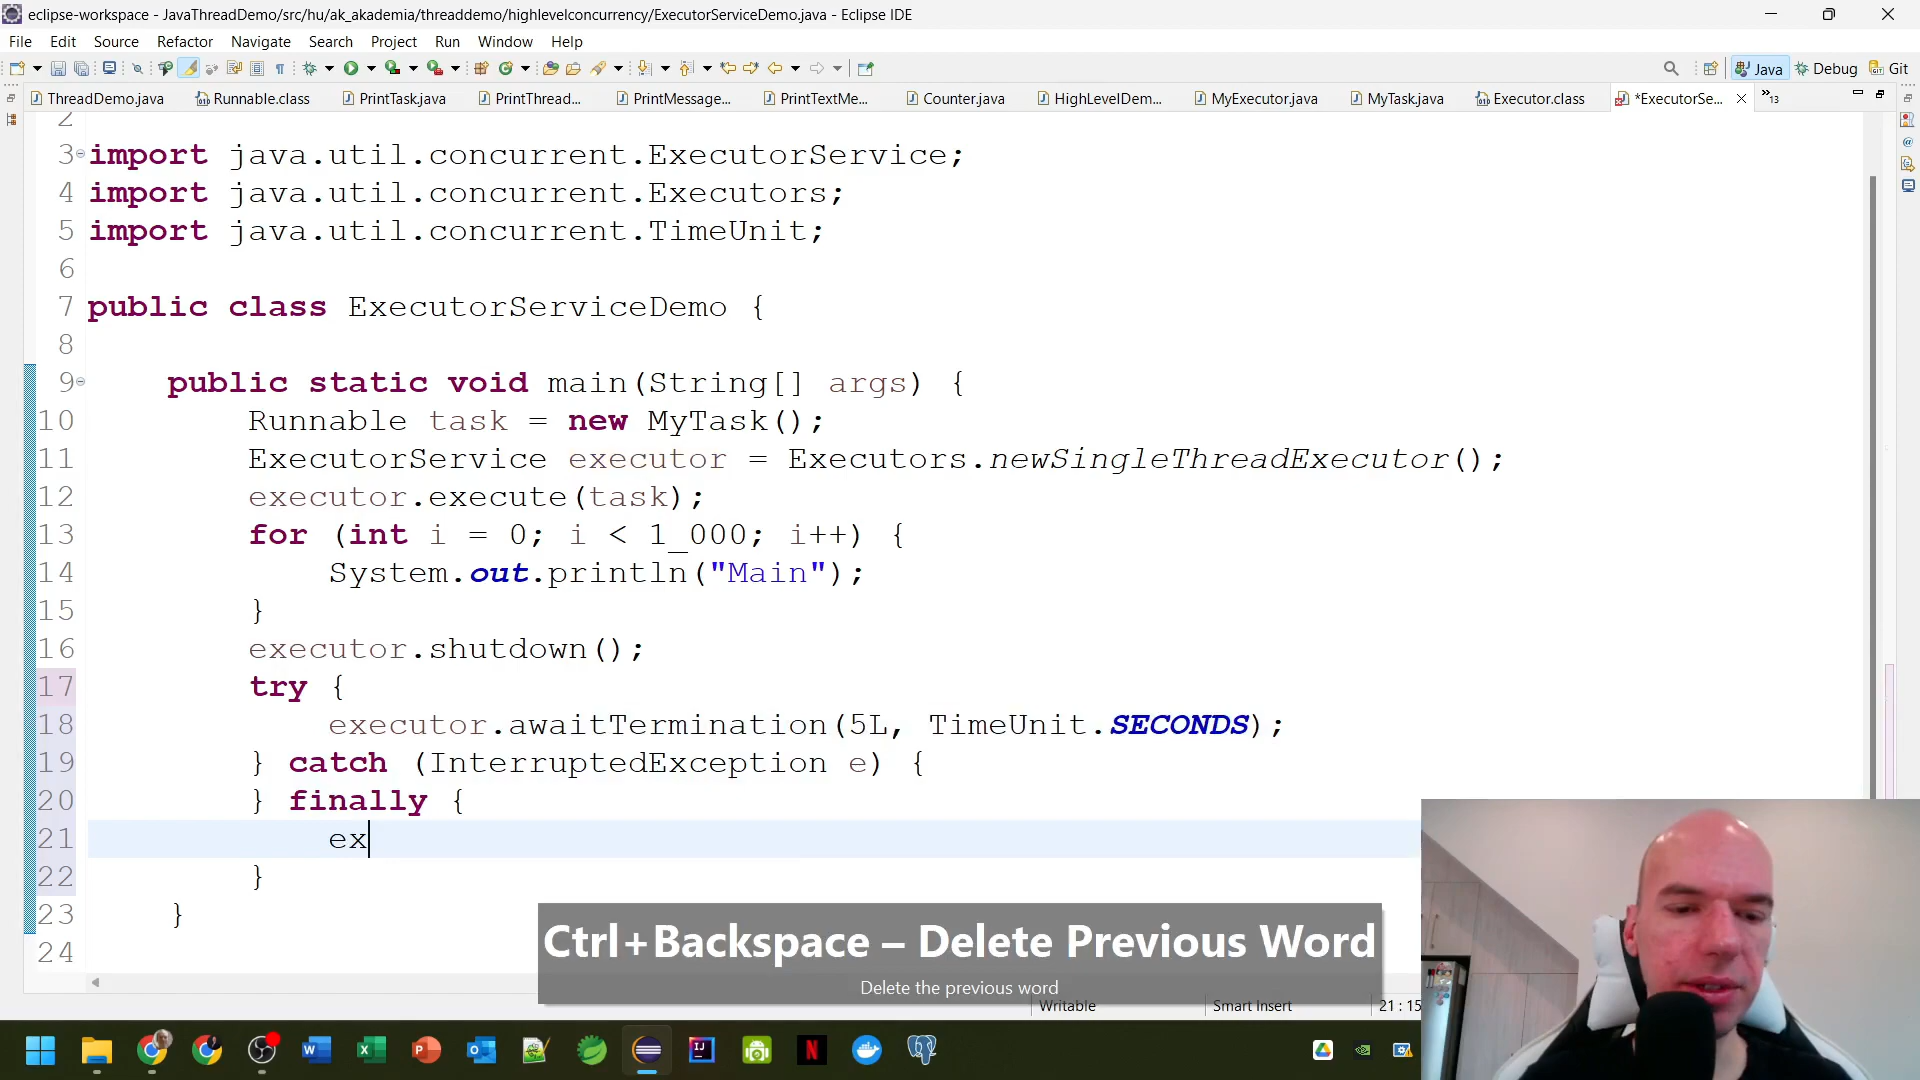 eclipse-workspace - JavaThreadDemo/src/hu/ak_akademia/threaddemo/highlevelconcurrency/ExecutorServiceDemo.java - Eclipse IDE
File Edit Source Refactor Navigate Search Project Run Window Help
Java Debug Git
ThreadDemo.java Runnable.class PrintTask.java PrintThread... PrintMessage... PrintTextMe... Counter.java HighLevelDem... MyExecutor.java MyTask.java Executor.class *ExecutorSe... »13
2
3 import java.util.concurrent.ExecutorService;
4 import java.util.concurrent.Executors;
5 import java.util.concurrent.TimeUnit;
6
7 public class ExecutorServiceDemo {
8
9 public static void main(String[] args) {
10 Runnable task = new MyTask();
11 ExecutorService executor = Executors.newSingleThreadExecutor();
12 executor.execute(task);
13 for (int i = 0; i < 1_000; i++) {
14 System.out.println("Main");
15 }
16 executor.shutdown();
17 try {
18 executor.awaitTermination(5L, TimeUnit.SECONDS);
19 } catch (InterruptedException e) {
20 } finally {
21 ex
22 }
23 }
24
Ctrl+Backspace – Delete Previous Word
Delete the previous word
Writable Smart Insert 21 : 15